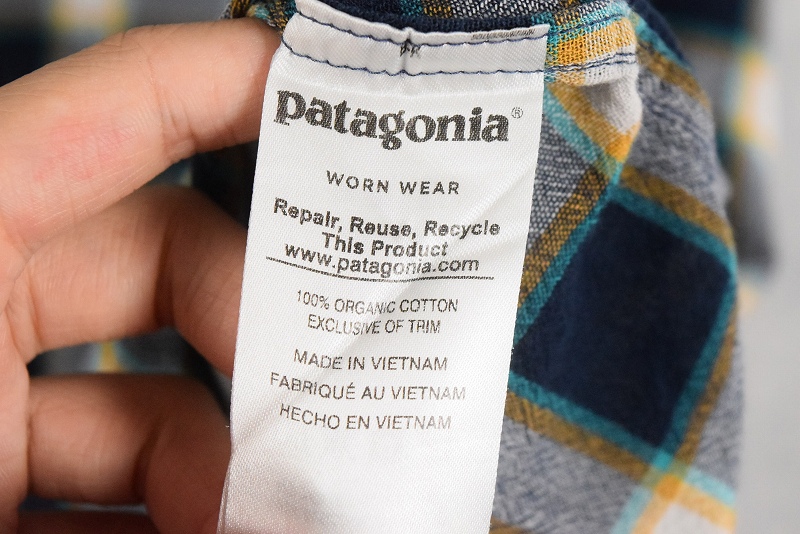 patagonia®
WORN WEAR
Repair, Reuse, Recycle
This Product
www.patagonia.com
100% ORGANIC COTTON
EXCLUSIVE OF TRIM
MADE IN VIETNAM
FABRIQUÉ AU VIETNAM
HECHO EN VIETNAM